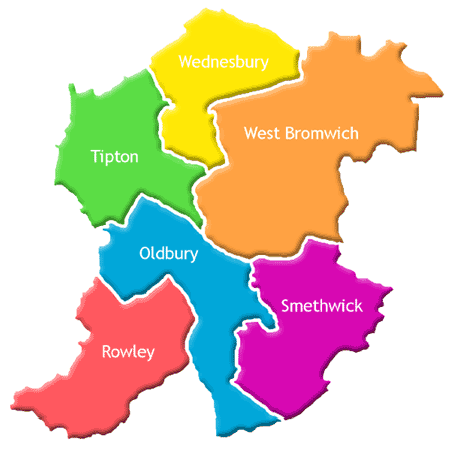 Wednesbury
West Bromwich
Tipton
Oldbury
Smethwick
Rowley